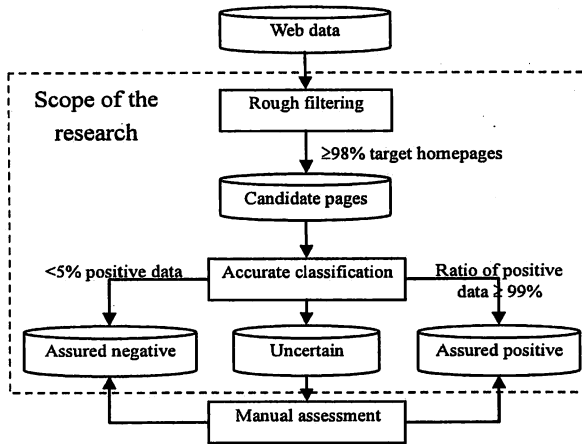 Web data
Scope of the
research
Rough filtering
≥98% target homepages
Candidate pages
<5% positive data
Accurate classification
Ratio of positive
data ≥ 99%
Assured negative
Uncertain
Assured positive
Manual assessment